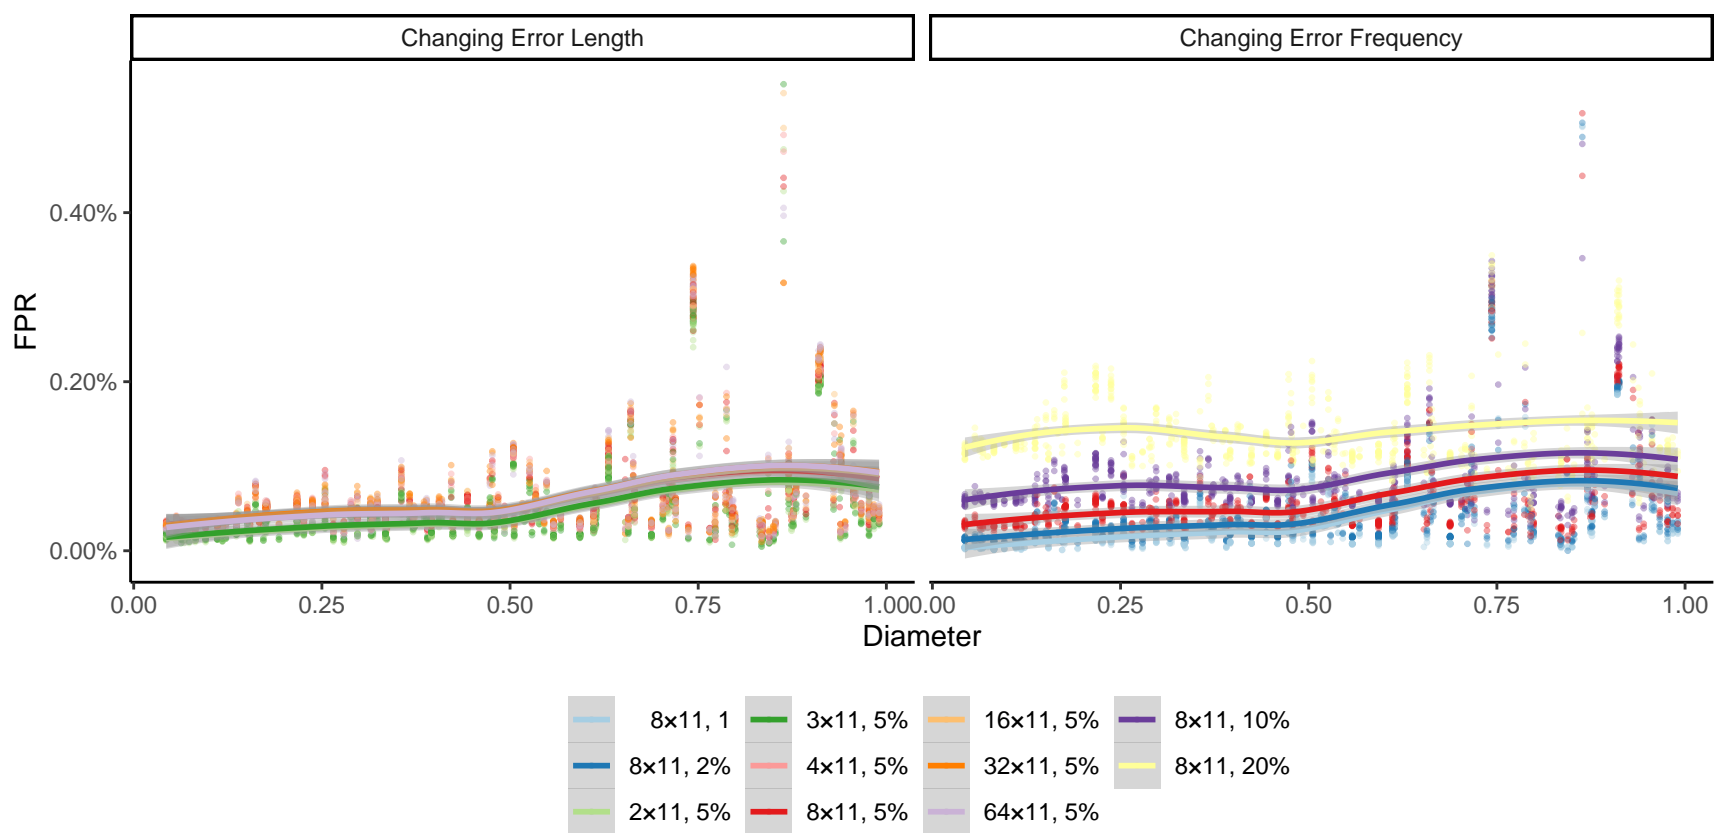 Changing Error Length
Changing Error Frequency
FPR
0.40%
0.20%
0.00%
0.00 0.25 0.50 0.75 1.00
0.00 0.25 0.50 0.75 1.00
Diameter
8×11, 1 3×11, 5% 16×11, 5% 8×11, 10%
8×11, 2% 4×11, 5% 32×11, 5% 8×11, 20%
2×11, 5% 8×11, 5% 64×11, 5%